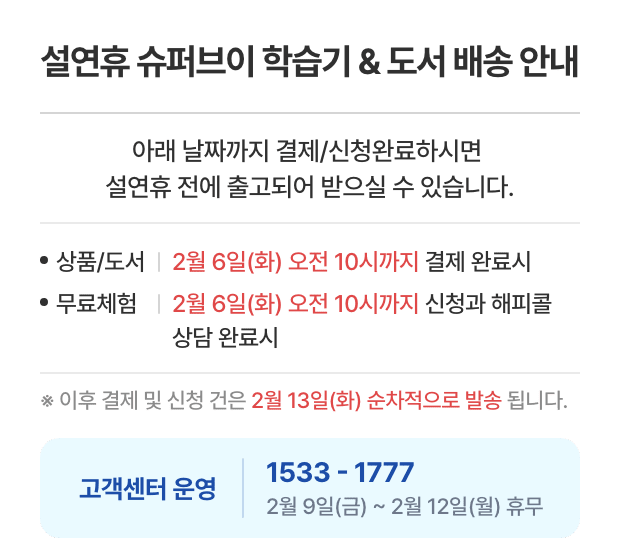 설연휴 슈퍼브이 학습기 & 도서 배송 안내
아래 날짜까지 결제/신청완료하시면
설연휴 전에 출고되어 받으실 수 있습니다.
• 상품/도서 | 2월 6일(화) 오전 10시까지 결제 완료시
• 무료체험 | 2월 6일(화) 오전 10시까지 신청과 해피콜
상담 완료시
※ 이후 결제 및 신청 건은 2월 13일(화) 순차적으로 발송 됩니다.
고객센터 운영
1533 - 1777
2월 9일(금) ~ 2월 12일(월) 휴무